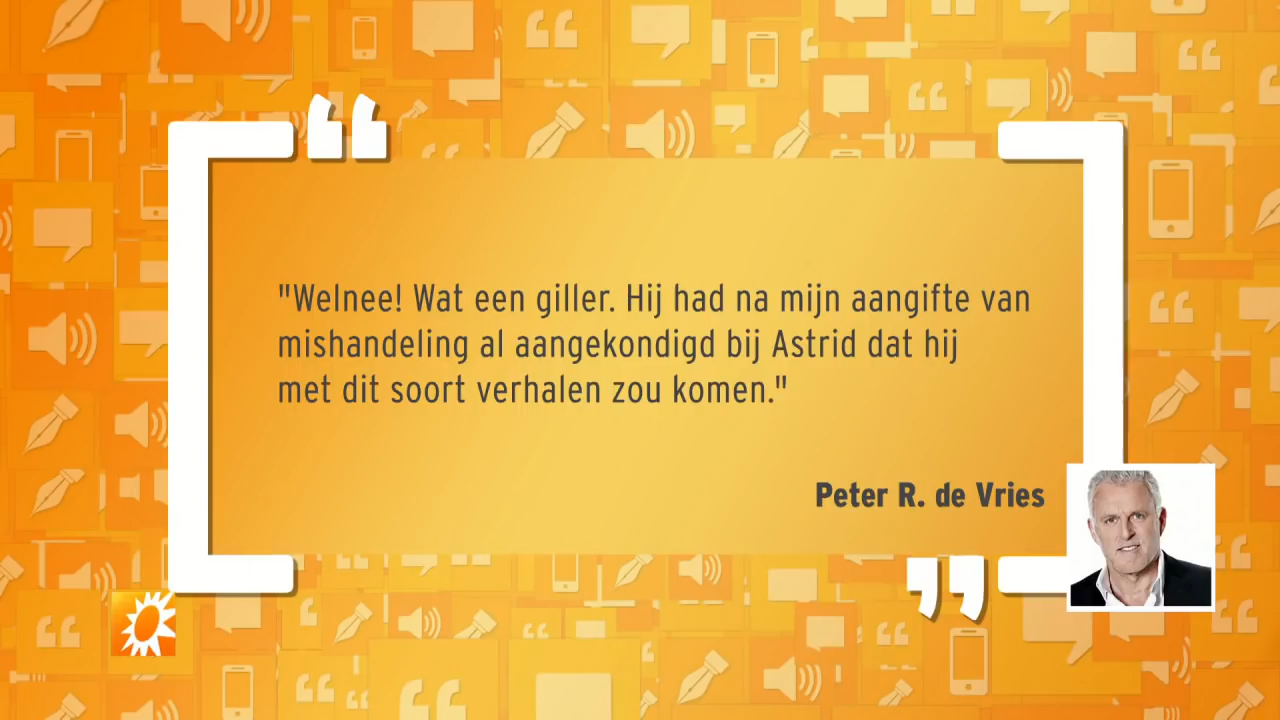 "Welnee! Wat een giller. Hij had na mijn aangifte van
mishandeling al aangekondigd bij Astrid dat hij
met dit soort verhalen zou komen."
Peter R. de Vries